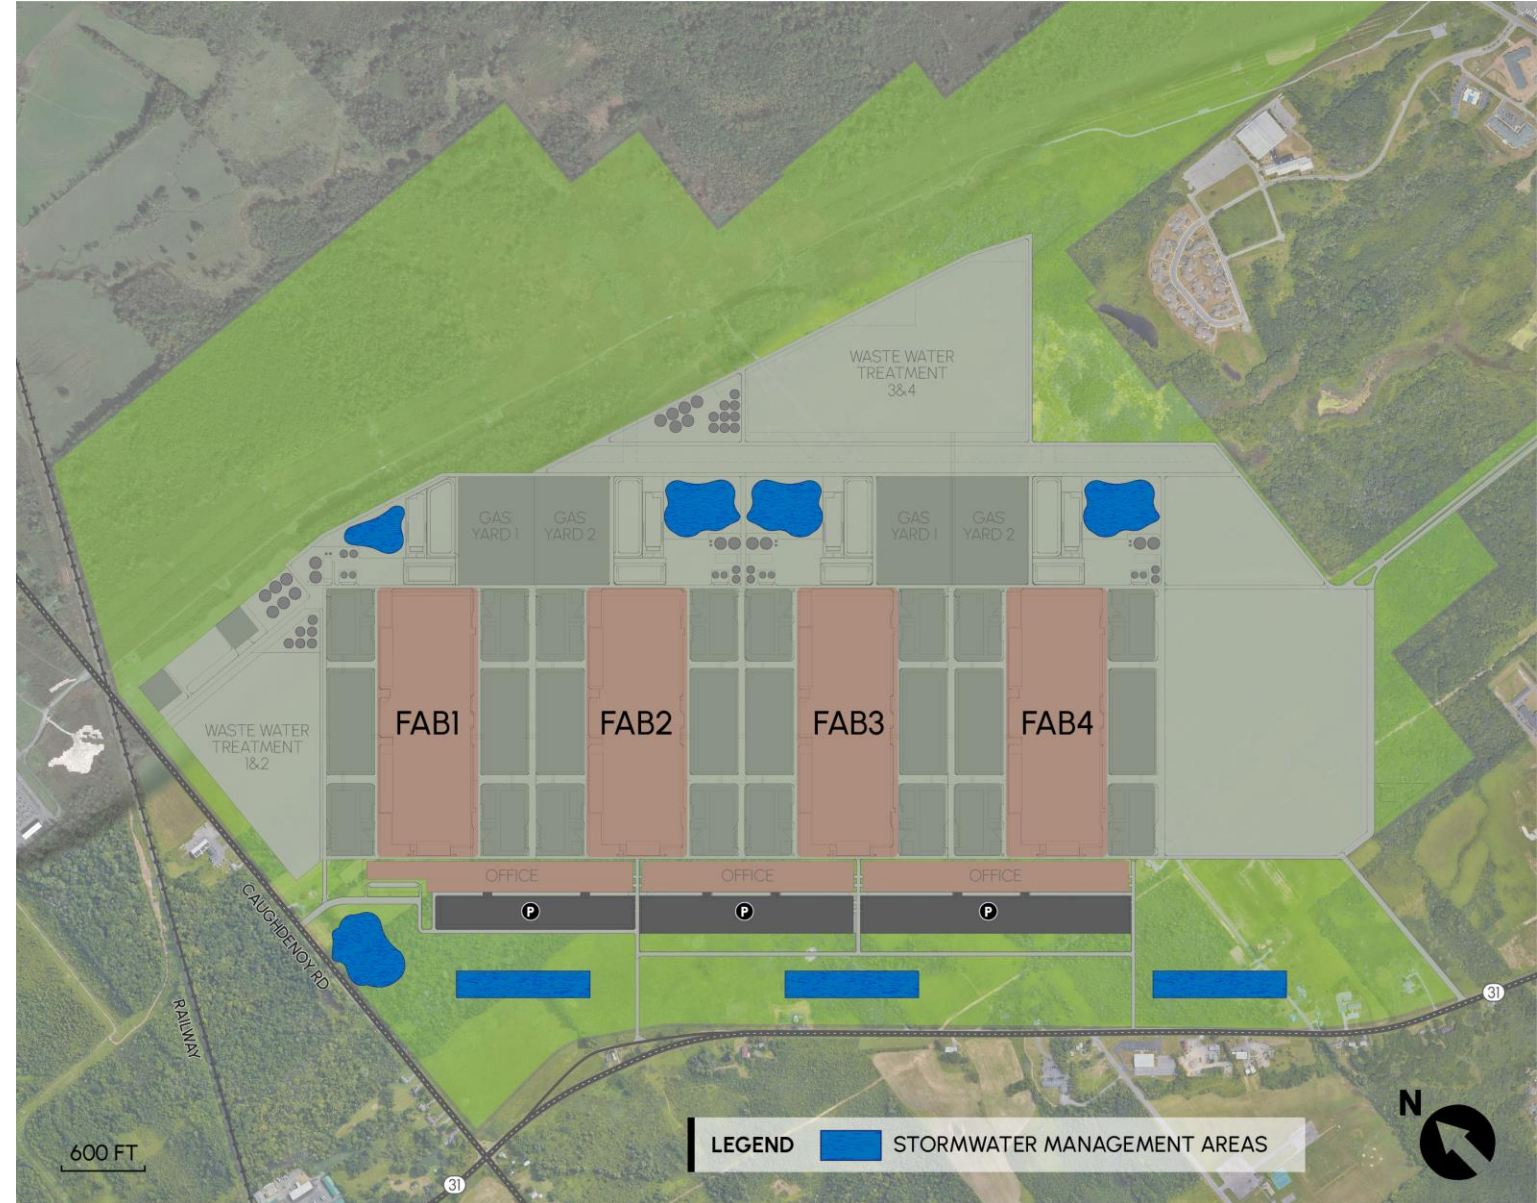 WASTE WATER
TREATMENT
3&4
GAS
YARD 1
GAS
YARD 2
GAS
YARD 1
GAS
YARD 2
FAB1
FAB2
FAB3
FAB4
WASTE WATER
TREATMENT
1&2
OFFICE
OFFICE
OFFICE
P
P
P
CAUGHDENOY RD
RAILWAY
31
31
600 FT
LEGEND
STORMWATER MANAGEMENT AREAS
N